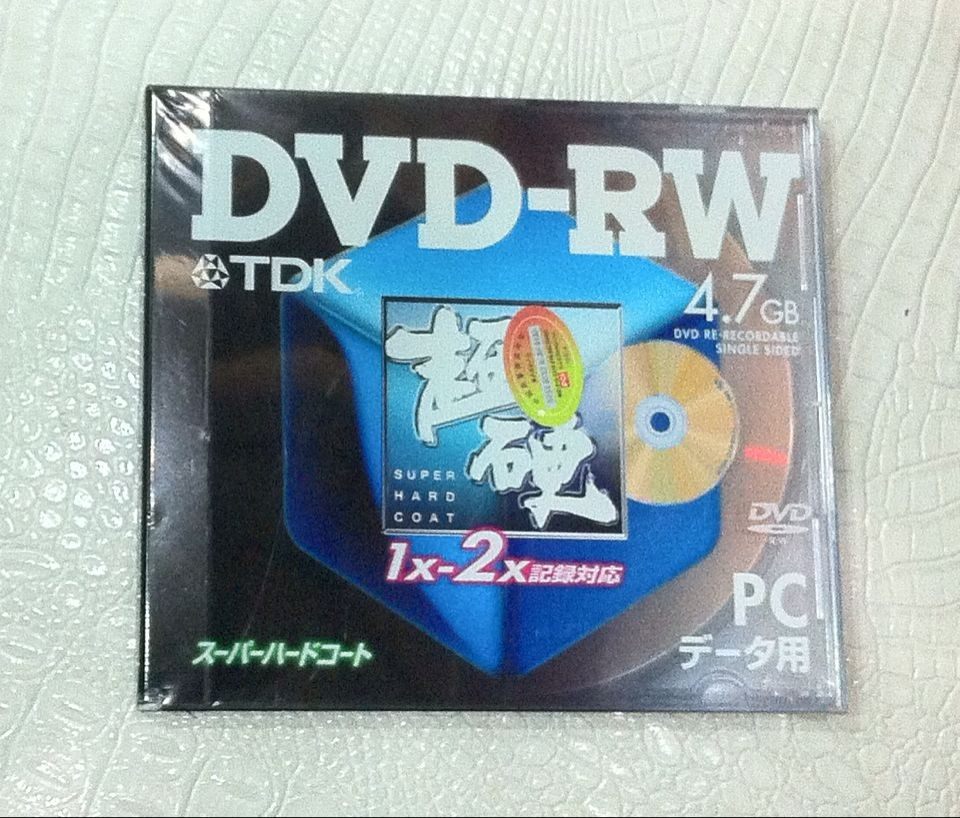 DVD-RW
TDK
4.7GB
DVD RE-RECORDABLE
SINGLE SIDED
超
硬
SUPER
HARD
COAT
1x-2x記録対応
DVD
R/W
PC
データ用
スーパーハードコート